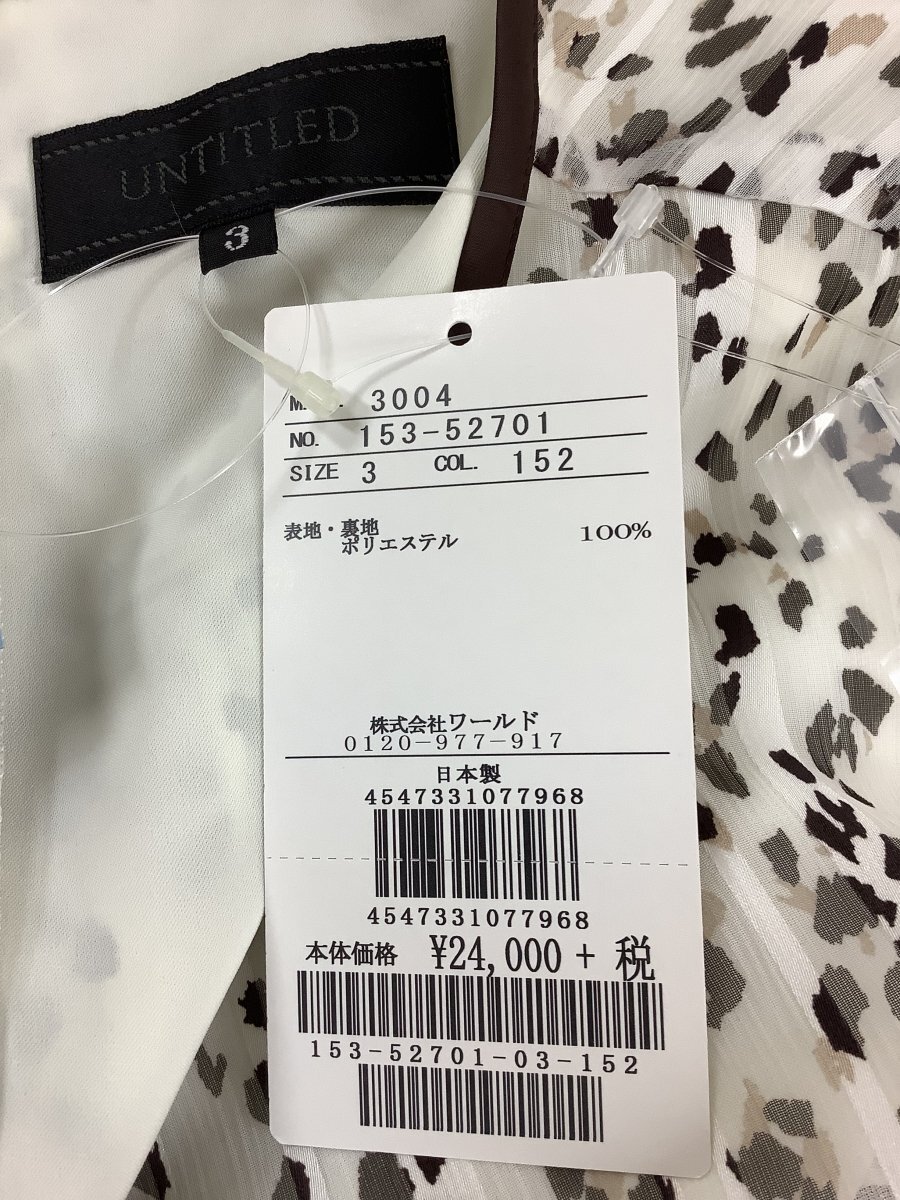 UNTITLED
3
3004
NO. 153-52701
SIZE 3 COL. 152
表地・裏地
ポリエステル 100%
株式会社ワールド
0120-977-917
日本製
4547331077968
4547331077968
本体価格 ¥24,000 + 税
153-52701-03-152